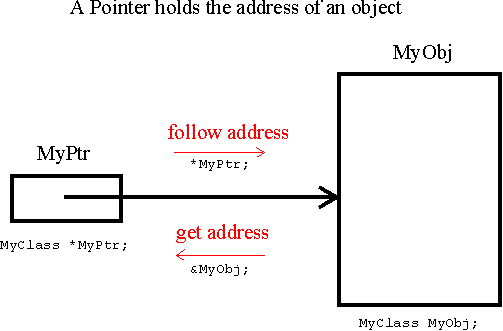 A Pointer holds the address of an object
MyObj
follow address
MyPtr
*MyPtr;
get address
MyClass *MyPtr;
&MyObj;
MyClass MyObj;